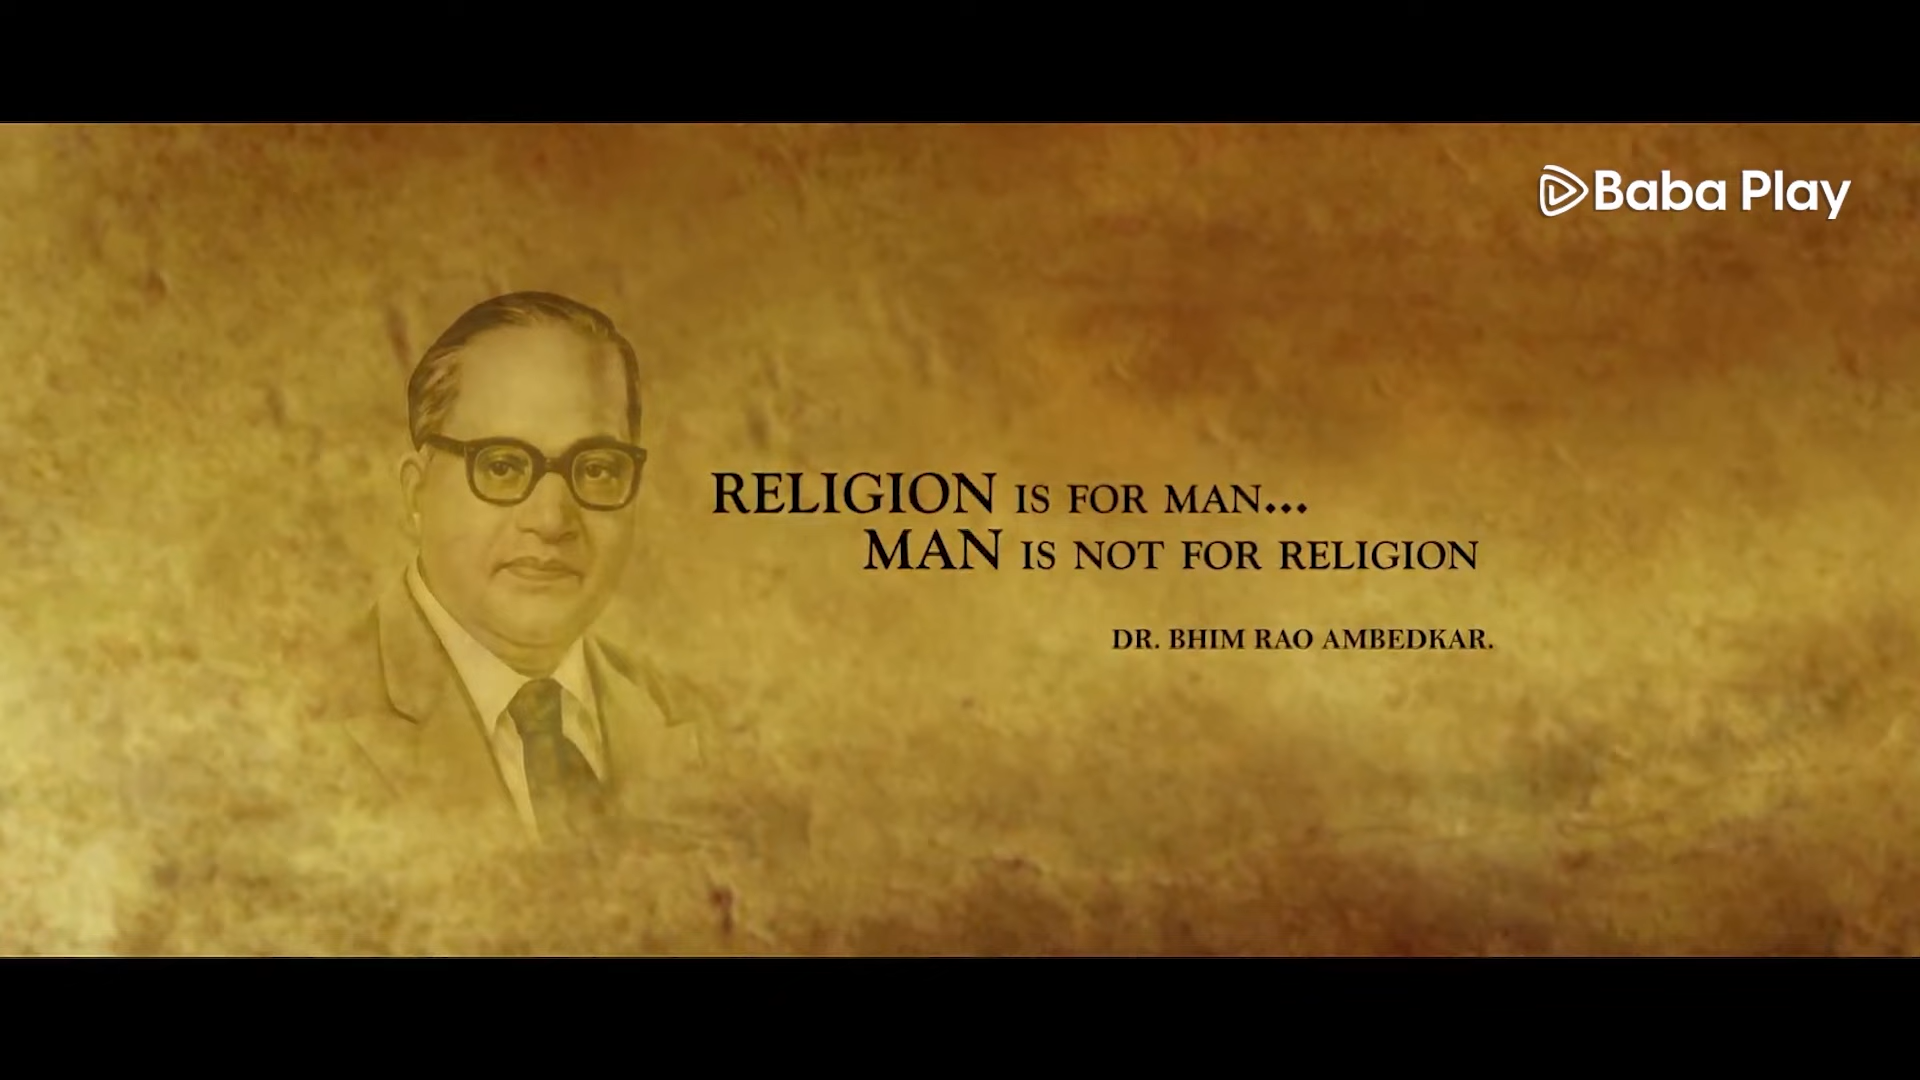 Baba Play
RELIGION IS FOR MAN...
MAN IS NOT FOR RELIGION
DR. BHIM RAO AMBEDKAR.